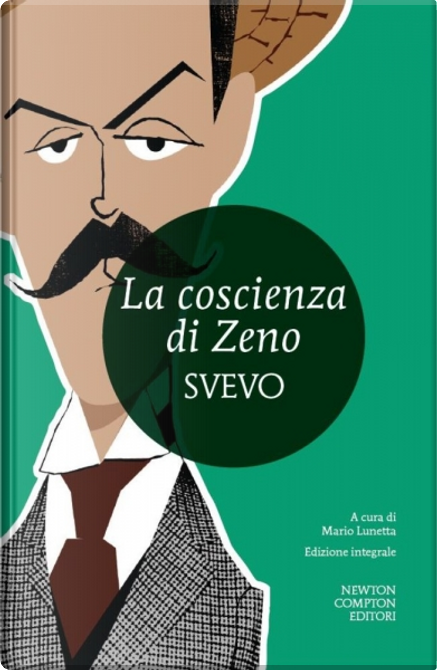 La coscienza
di Zeno
SVEVO
A cura di
Mario Lunetta
Edizione integrale
NEWTON
COMPTON
EDITORI